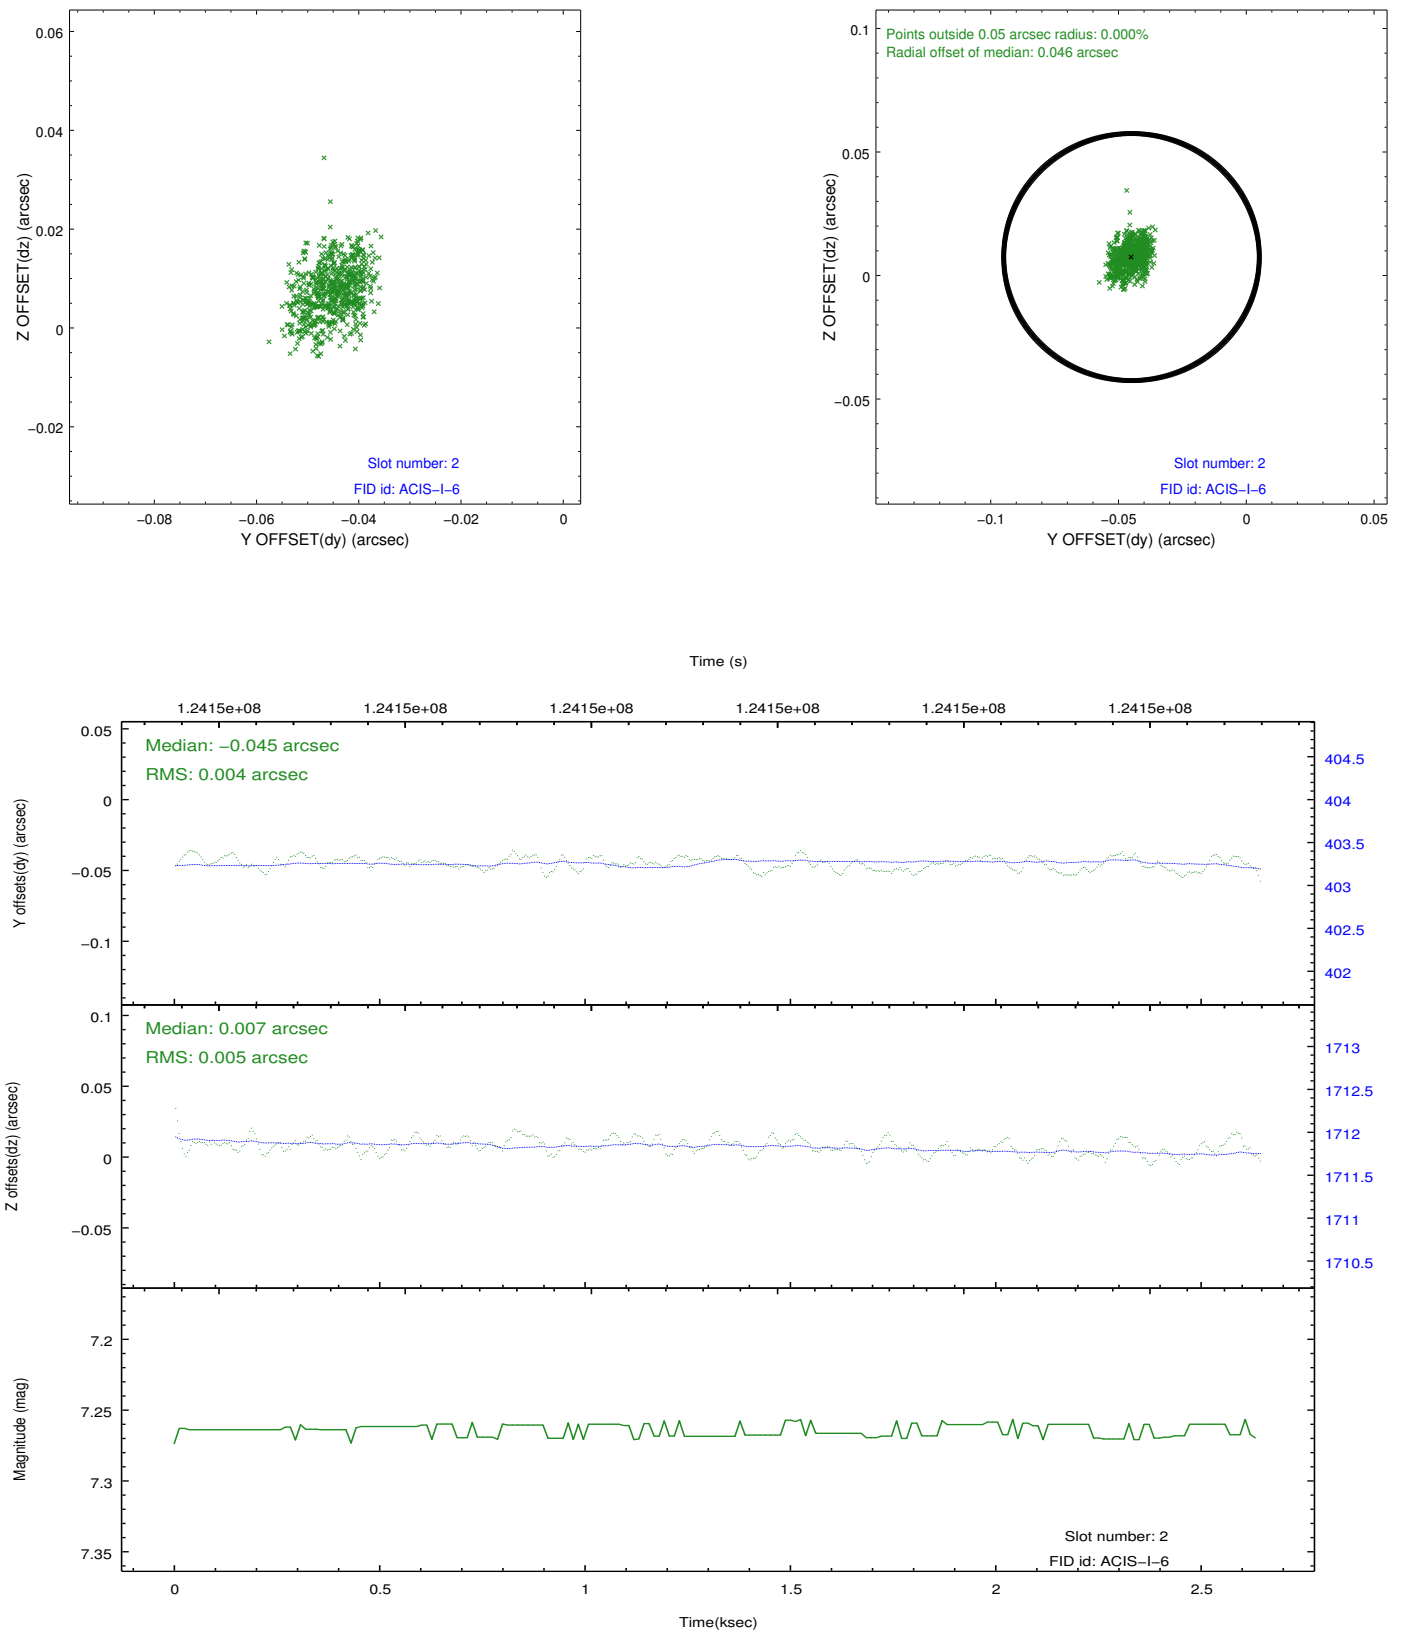 0.06
0.04
0.02
0
−0.02
Z OFFSET(dz) (arcsec)
Slot number: 2
FID id: ACIS−I−6
−0.08 −0.06 −0.04 −0.02 0
Y OFFSET(dy) (arcsec)
0.1
0.05
0
−0.05
Z OFFSET(dz) (arcsec)
Points outside 0.05 arcsec radius: 0.000%
Radial offset of median: 0.046 arcsec
Slot number: 2
FID id: ACIS−I−6
−0.1 −0.05 0 0.05
Y OFFSET(dy) (arcsec)
Time (s)
1.2415e+08 1.2415e+08 1.2415e+08 1.2415e+08 1.2415e+08 1.2415e+08
0.05
0
−0.05
−0.1
Y offsets(dy) (arcsec)
Median: −0.045 arcsec
RMS: 0.004 arcsec
404.5
404
403.5
403
402.5
402
0.1
0.05
0
−0.05
Z offsets(dz) (arcsec)
Median: 0.007 arcsec
RMS: 0.005 arcsec
1713
1712.5
1712
1711.5
1711
1710.5
7.2
7.25
7.3
7.35
Magnitude (mag)
Slot number: 2
FID id: ACIS−I−6
0 0.5 1 1.5 2 2.5
Time(ksec)